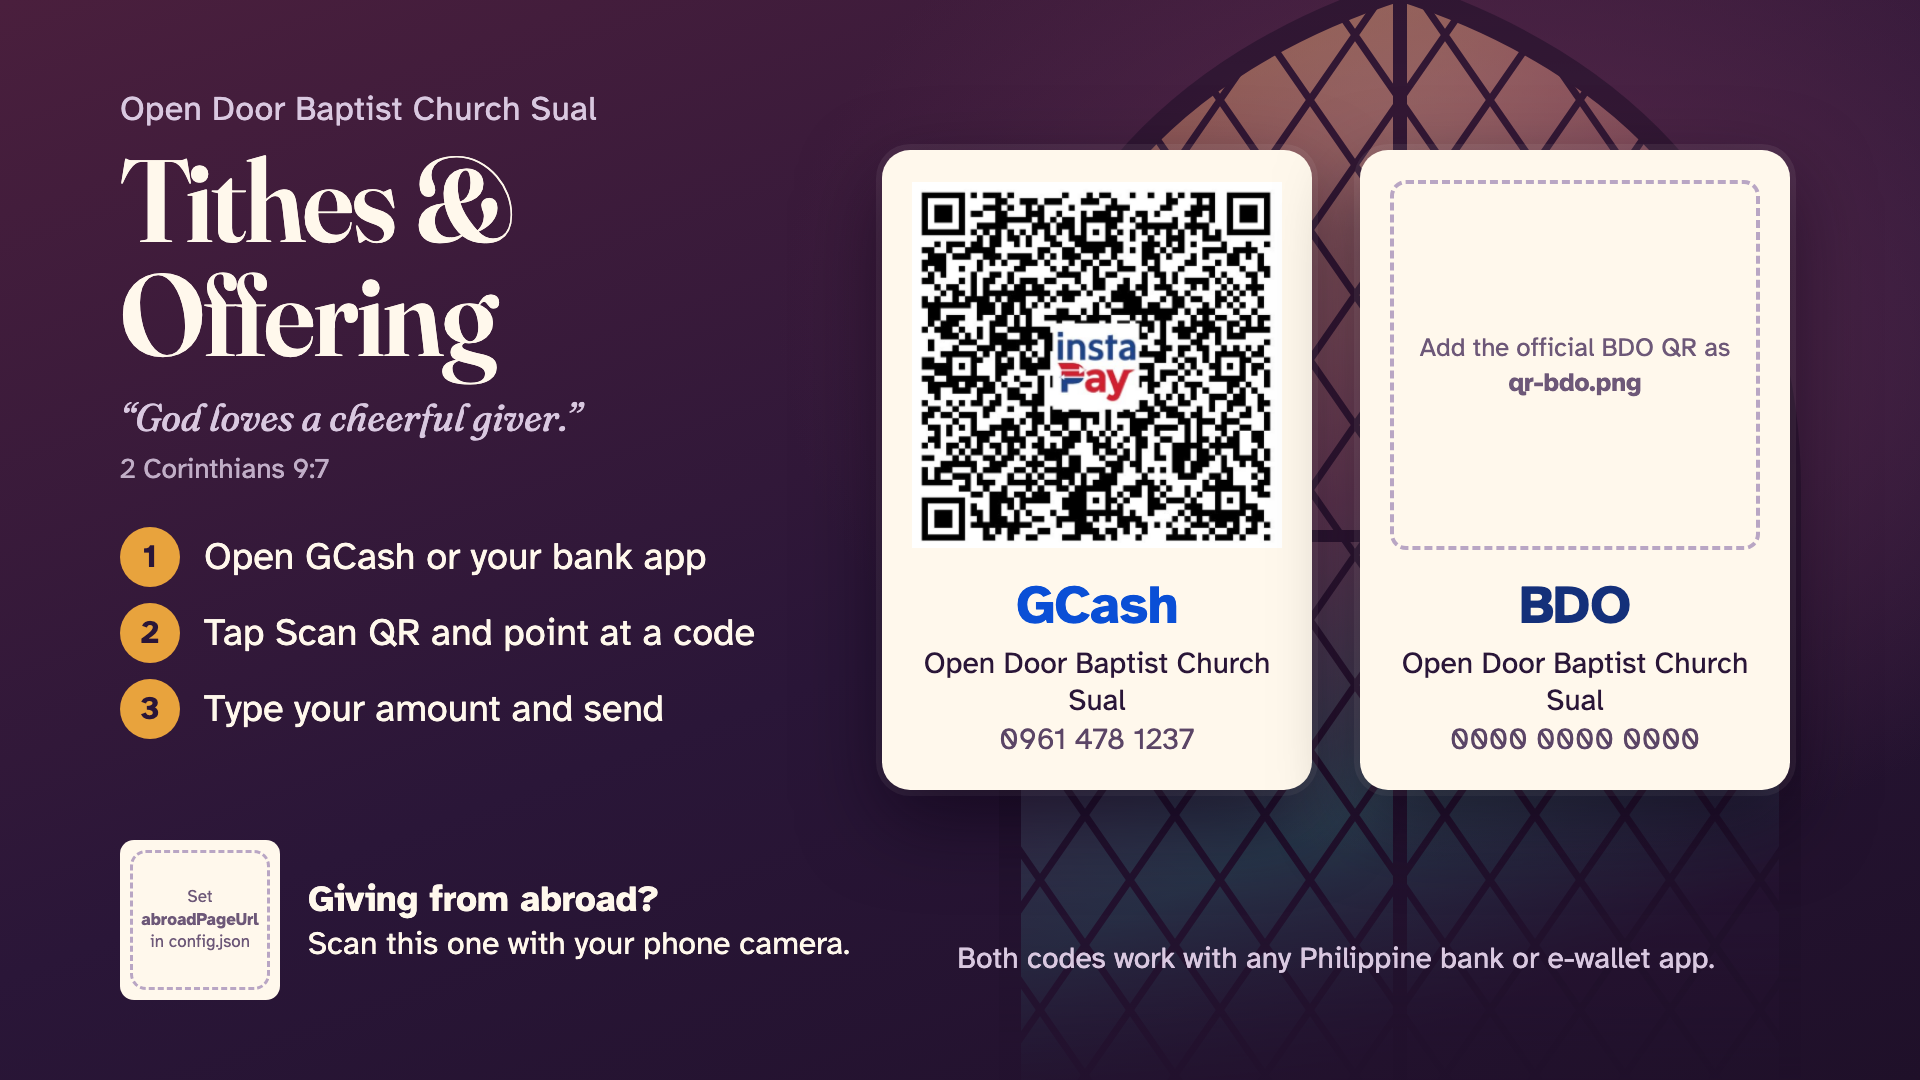 Open Door Baptist Church Sual
Tithes &
Offering
“God loves a cheerful giver.”
2 Corinthians 9:7
1 Open GCash or your bank app
2 Tap Scan QR and point at a code
3 Type your amount and send
Set
abroadPageUrl
in config.json
Giving from abroad?
Scan this one with your phone camera.
insta
Pay
GCash
Open Door Baptist Church
Sual
0961 478 1237
Add the official BDO QR as
qr-bdo.png
BDO
Open Door Baptist Church
Sual
0000 0000 0000
Both codes work with any Philippine bank or e-wallet app.